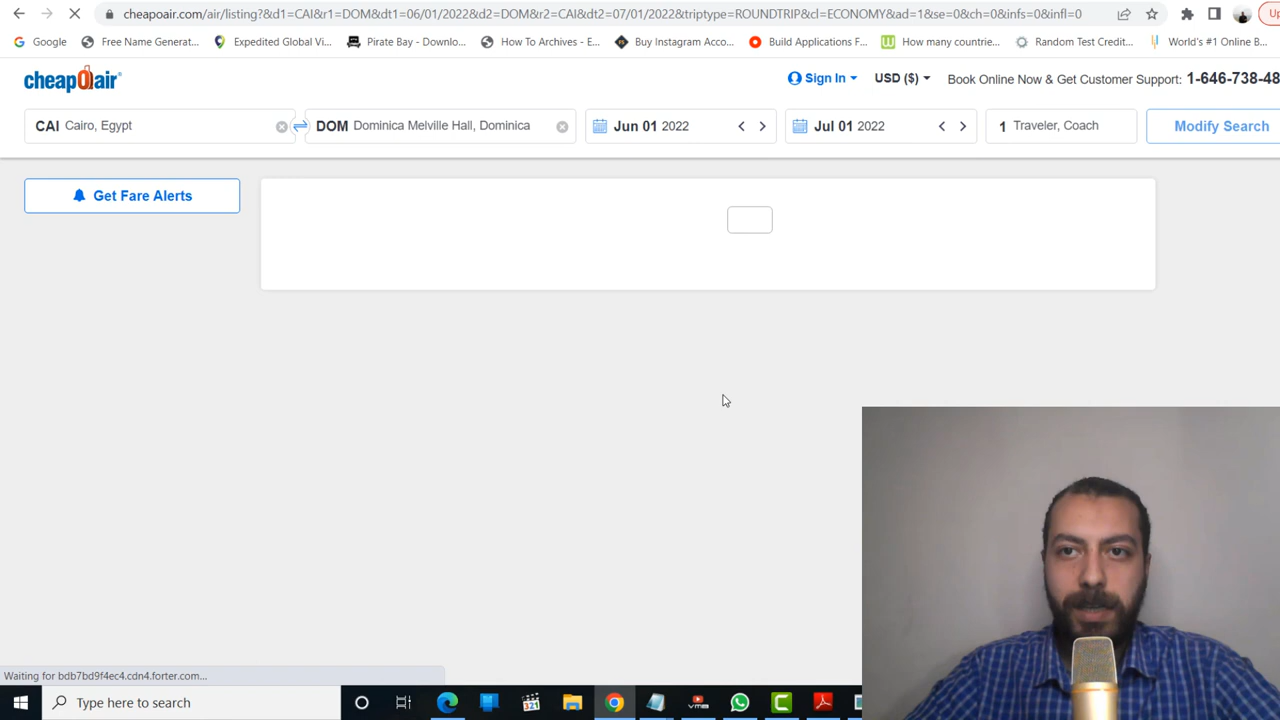 cheapoair.com/air/listing?&d1=CAI&r1=DOM&dt1=06/01/2022&d2=DOM&r2=CAI&dt2=07/01/2022&triptype=ROUNDTRIP&cl=ECONOMY&ad=1&se=0&ch=0&infs=0&infl=0 Up
Google Free Name Generat... Expedited Global Vi... Pirate Bay - Downlo... How To Archives - E... Buy Instagram Acco... Build Applications F... How many countrie... Random Test Credit... World's #1 Online B...
cheapOair® Sign In USD ($) Book Online Now & Get Customer Support: 1-646-738-48
CAI Cairo, Egypt DOM Dominica Melville Hall, Dominica Jun 01 2022 Jul 01 2022 1 Traveler, Coach Modify Search
Get Fare Alerts
Waiting for bdb7bd9f4ec4.cdn4.forter.com...
Type here to search 321